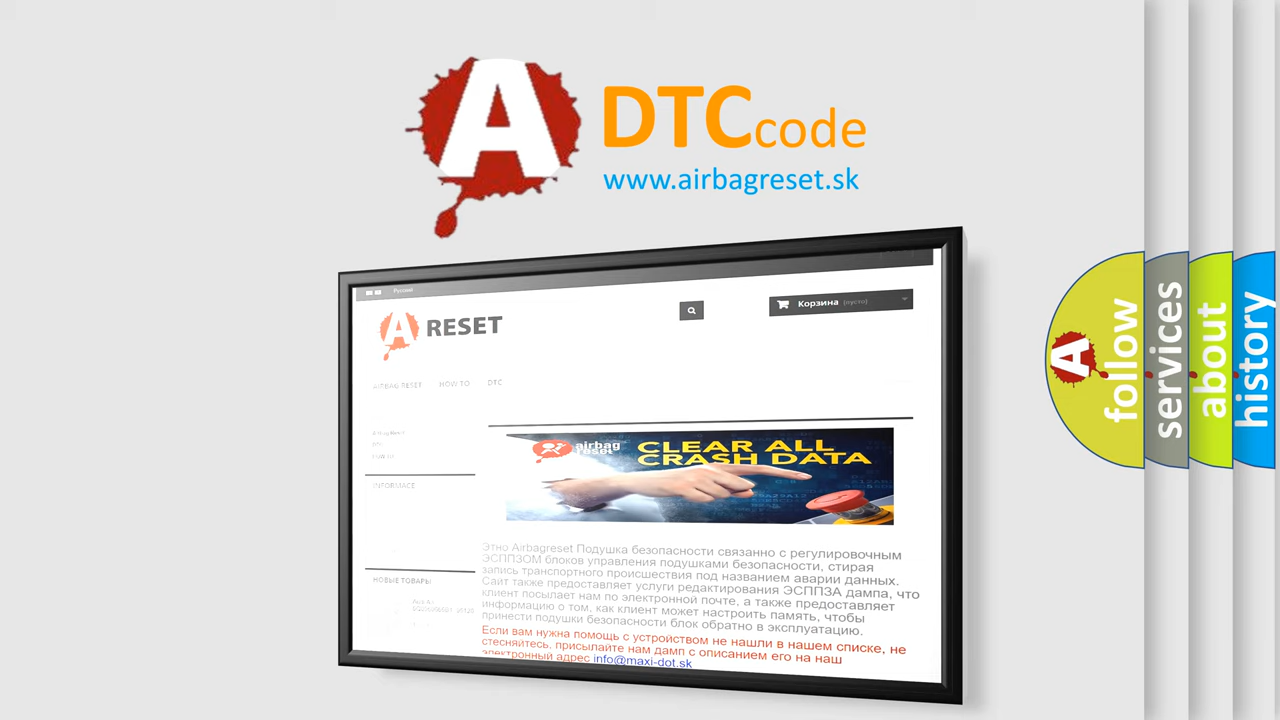 A DTC code
www.airbagreset.sk
Русский
Корзина (пусто)
A RESET
AIRBAG RESET HOW TO DTC
INFORMACE
НОВЫЕ ТОВАРЫ
airbag
reset
CLEAR ALL
CRASH DATA
Этно Airbagreset Подушка безопасности связанно с регулировочным
ЭСППЗОМ блоков управления подушками безопасности, стирая
запись транспортного происшествия под названием аварии данных.
Сайт также предоставляет услуги редактирования ЭСППЗА дампа, что
клиент посылает нам по электронной почте, а также предоставляет
информацию о том, как клиент может настроить память, чтобы
принести подушки безопасности блок обратно в эксплуатацию.
Если вам нужна помощь с устройством не нашли в нашем списке, не
стесняйтесь, присылайте нам дамп с описанием его на наш
электронный адрес info@maxi-dot.sk
A follow
services
about
history